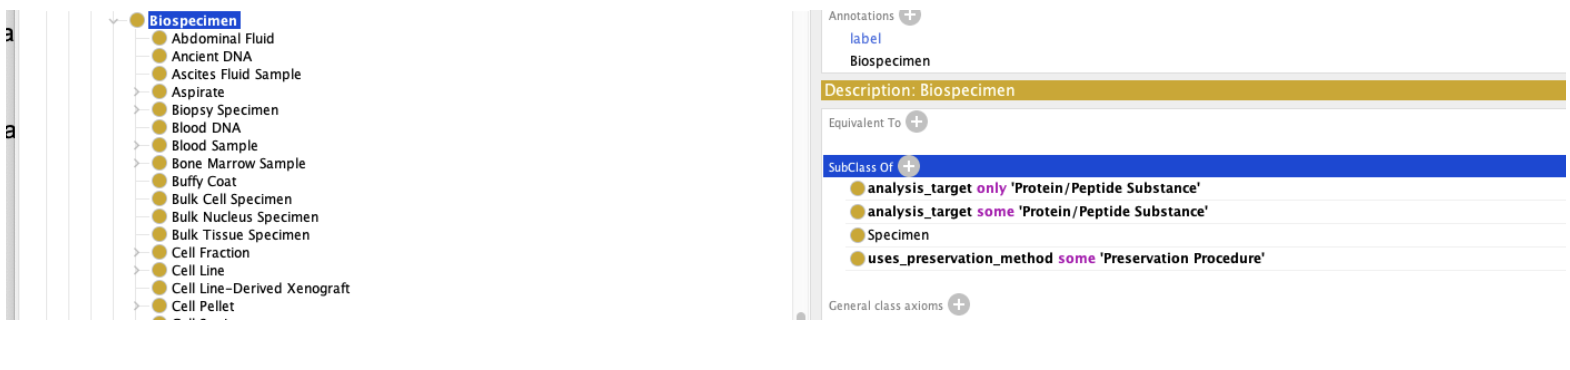 Biospecimen
Abdominal Fluid
Ancient DNA
Ascites Fluid Sample
Aspirate
Biopsy Specimen
Blood DNA
Blood Sample
Bone Marrow Sample
Buffy Coat
Bulk Cell Specimen
Bulk Nucleus Specimen
Bulk Tissue Specimen
Cell Fraction
Cell Line
Cell Line-Derived Xenograft
Cell Pellet
a
a
Annotations
label
Biospecimen
Description: Biospecimen
Equivalent To
SubClass Of
analysis_target only 'Protein/Peptide Substance'
analysis_target some 'Protein/Peptide Substance'
Specimen
uses_preservation_method some 'Preservation Procedure'
General class axioms